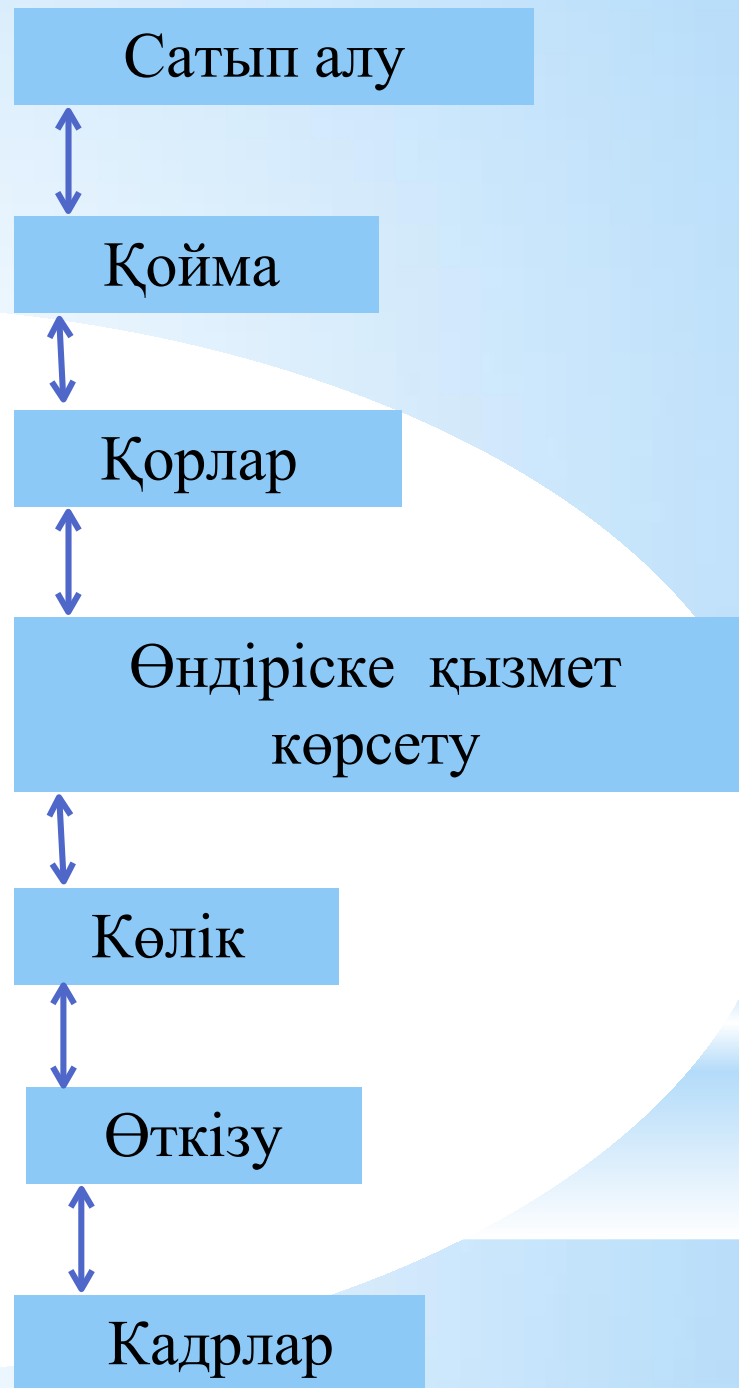 Сатып алу
Қойма
Қорлар
Өндіріске қызмет
көрсету
Көлік
Өткізу
Кадрлар